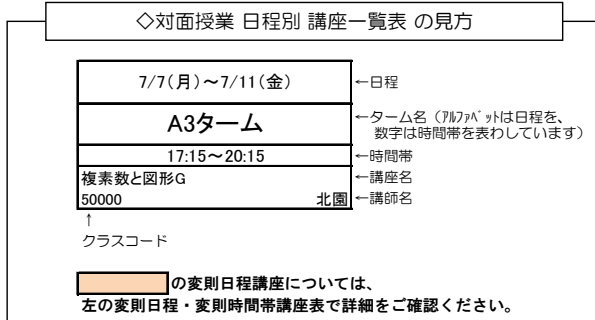 ◇対面授業 日程別 講座一覧表 の見方
7/7(月)~7/11(金) ←日程
A3ターム ←ターム名（ｱﾙﾌｧﾍﾞｯﾄは日程を、
数字は時間帯を表わしています）
17:15~20:15 ←時間帯
複素数と図形G ←講座名
50000 北園 ←講師名
↑
クラスコード
の変則日程講座については、
左の変則日程・変則時間帯講座表で詳細をご確認ください。